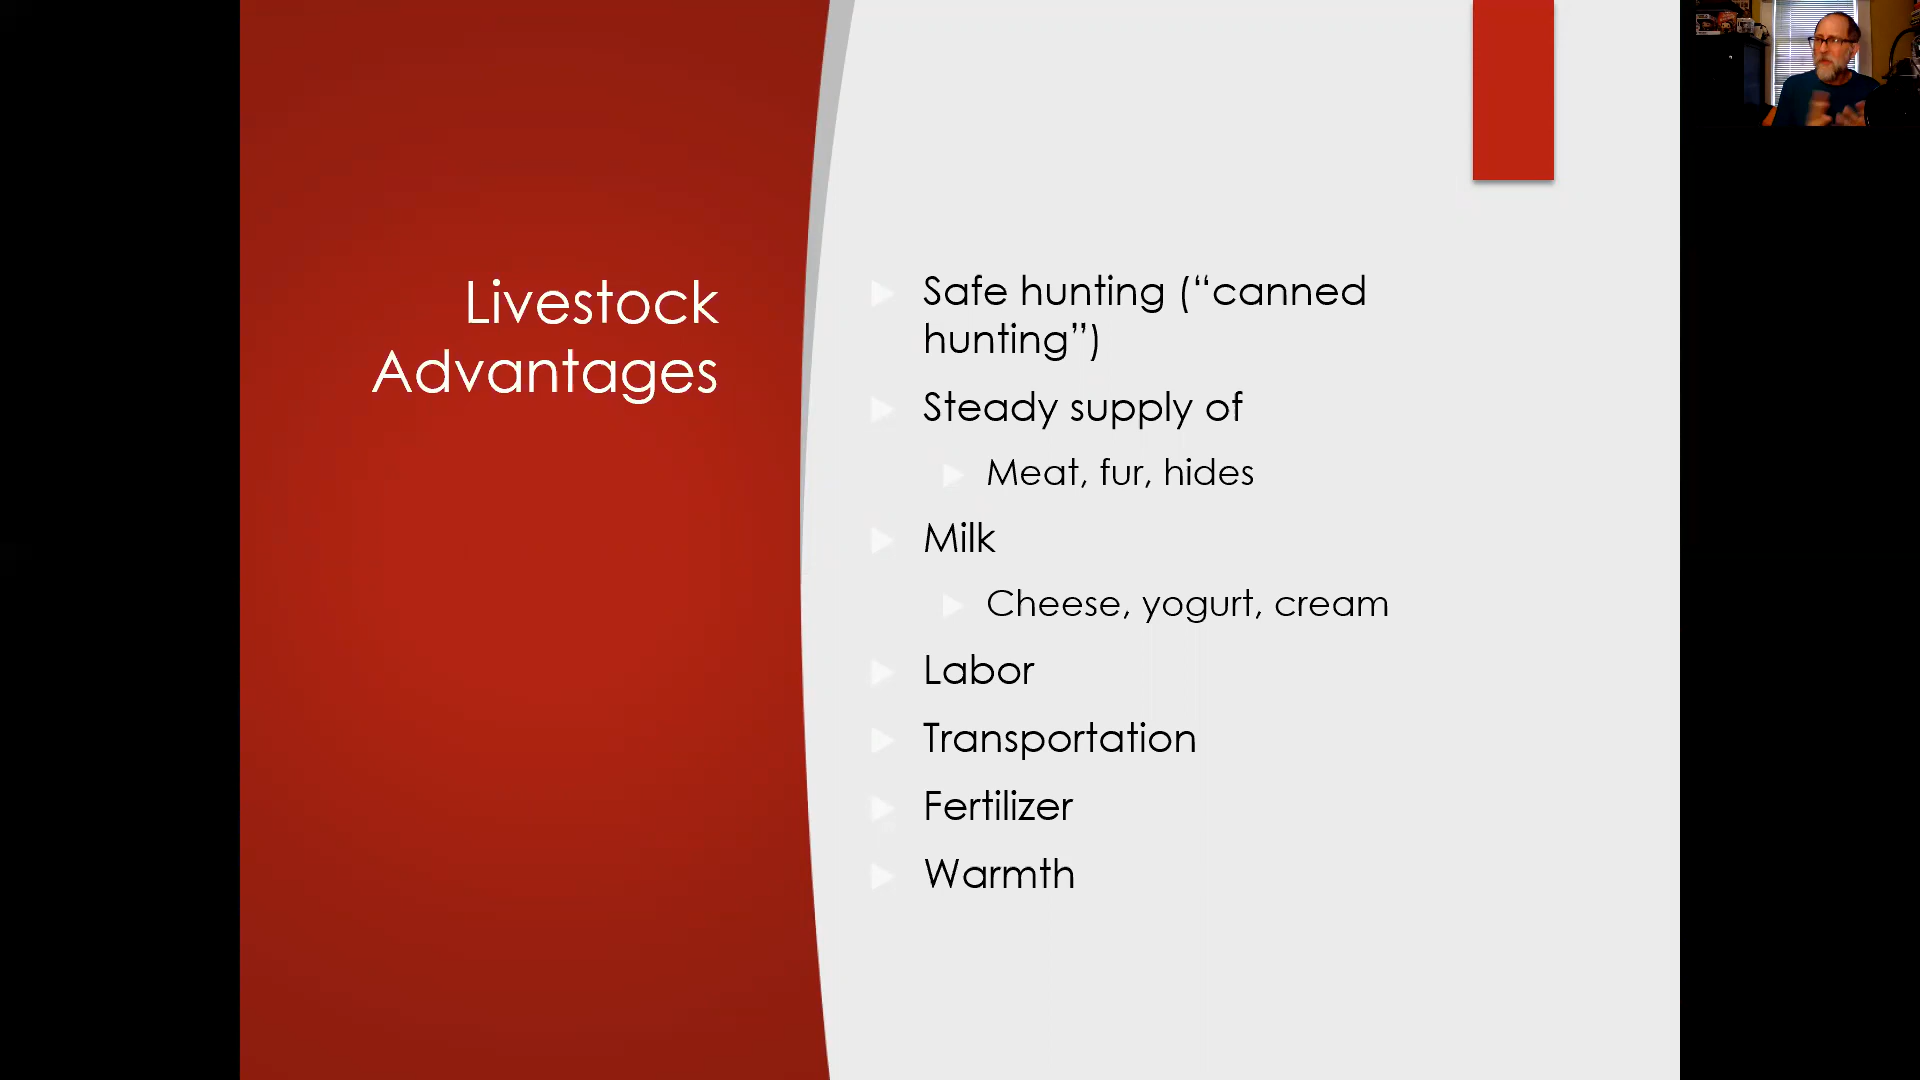 Livestock
Advantages
Safe hunting (“canned
hunting”)
Steady supply of
Meat, fur, hides
Milk
Cheese, yogurt, cream
Labor
Transportation
Fertilizer
Warmth